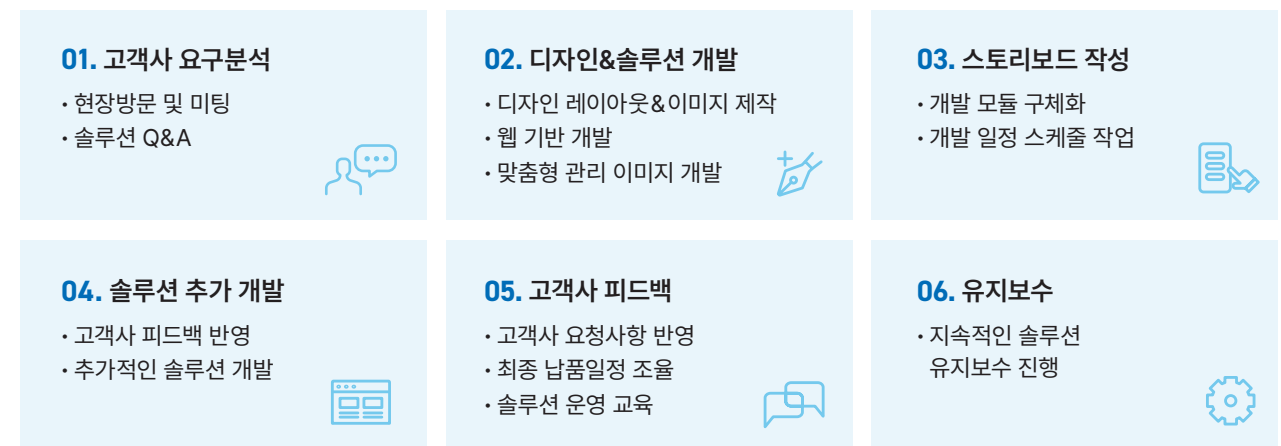 01. 고객사 요구분석
· 현장방문 및 미팅
· 솔루션 Q&A
02. 디자인&솔루션 개발
· 디자인 레이아웃&이미지 제작
· 웹 기반 개발
· 맞춤형 관리 이미지 개발
03. 스토리보드 작성
· 개발 모듈 구체화
· 개발 일정 스케줄 작업
04. 솔루션 추가 개발
· 고객사 피드백 반영
· 추가적인 솔루션 개발
05. 고객사 피드백
· 고객사 요청사항 반영
· 최종 납품일정 조율
· 솔루션 운영 교육
06. 유지보수
· 지속적인 솔루션
유지보수 진행